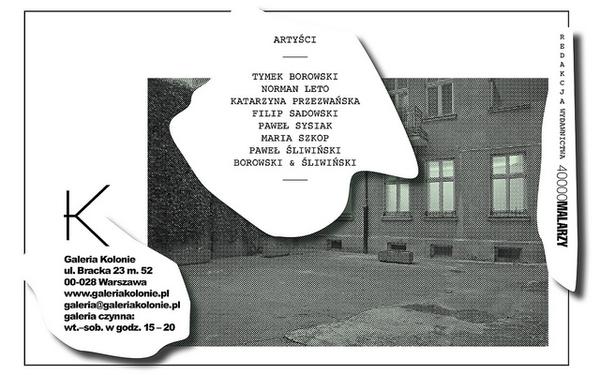 ARTYŚCI
TYMEK BOROWSKI
NORMAN LETO
KATARZYNA PRZEZWAŃSKA
FILIP SADOWSKI
PAWEŁ SYSIAK
MARIA SZKOP
PAWEŁ ŚLIWIŃSKI
BOROWSKI & ŚLIWIŃSKI
K
Galeria Kolonie
ul. Bracka 23 m. 52
00-028 Warszawa
www.galeriakolonie.pl
galeria@galeriakolonie.pl
galeria czynna:
wt.–sob. w godz. 15 – 20
REDAKCJA WYDAWNICTWA
40000MALARZY